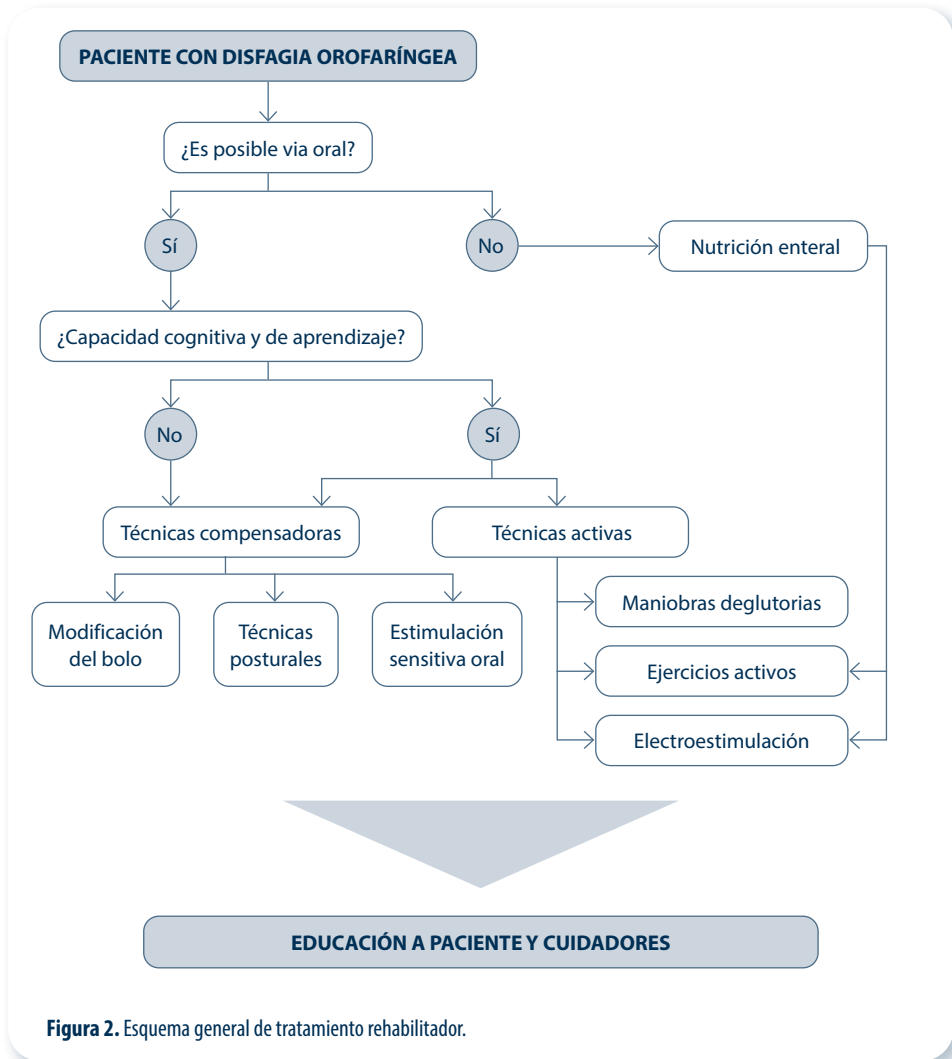 PACIENTE CON DISFAGIA OROFARÍNGEA
¿Es posible via oral?
Sí
No
Nutrición enteral
¿Capacidad cognitiva y de aprendizaje?
No
Sí
Técnicas compensadoras
Técnicas activas
Modificación
del bolo
Técnicas
posturales
Estimulación
sensitiva oral
Maniobras deglutorias
Ejercicios activos
Electroestimulación
EDUCACIÓN A PACIENTE Y CUIDADORES
Figura 2. Esquema general de tratamiento rehabilitador.